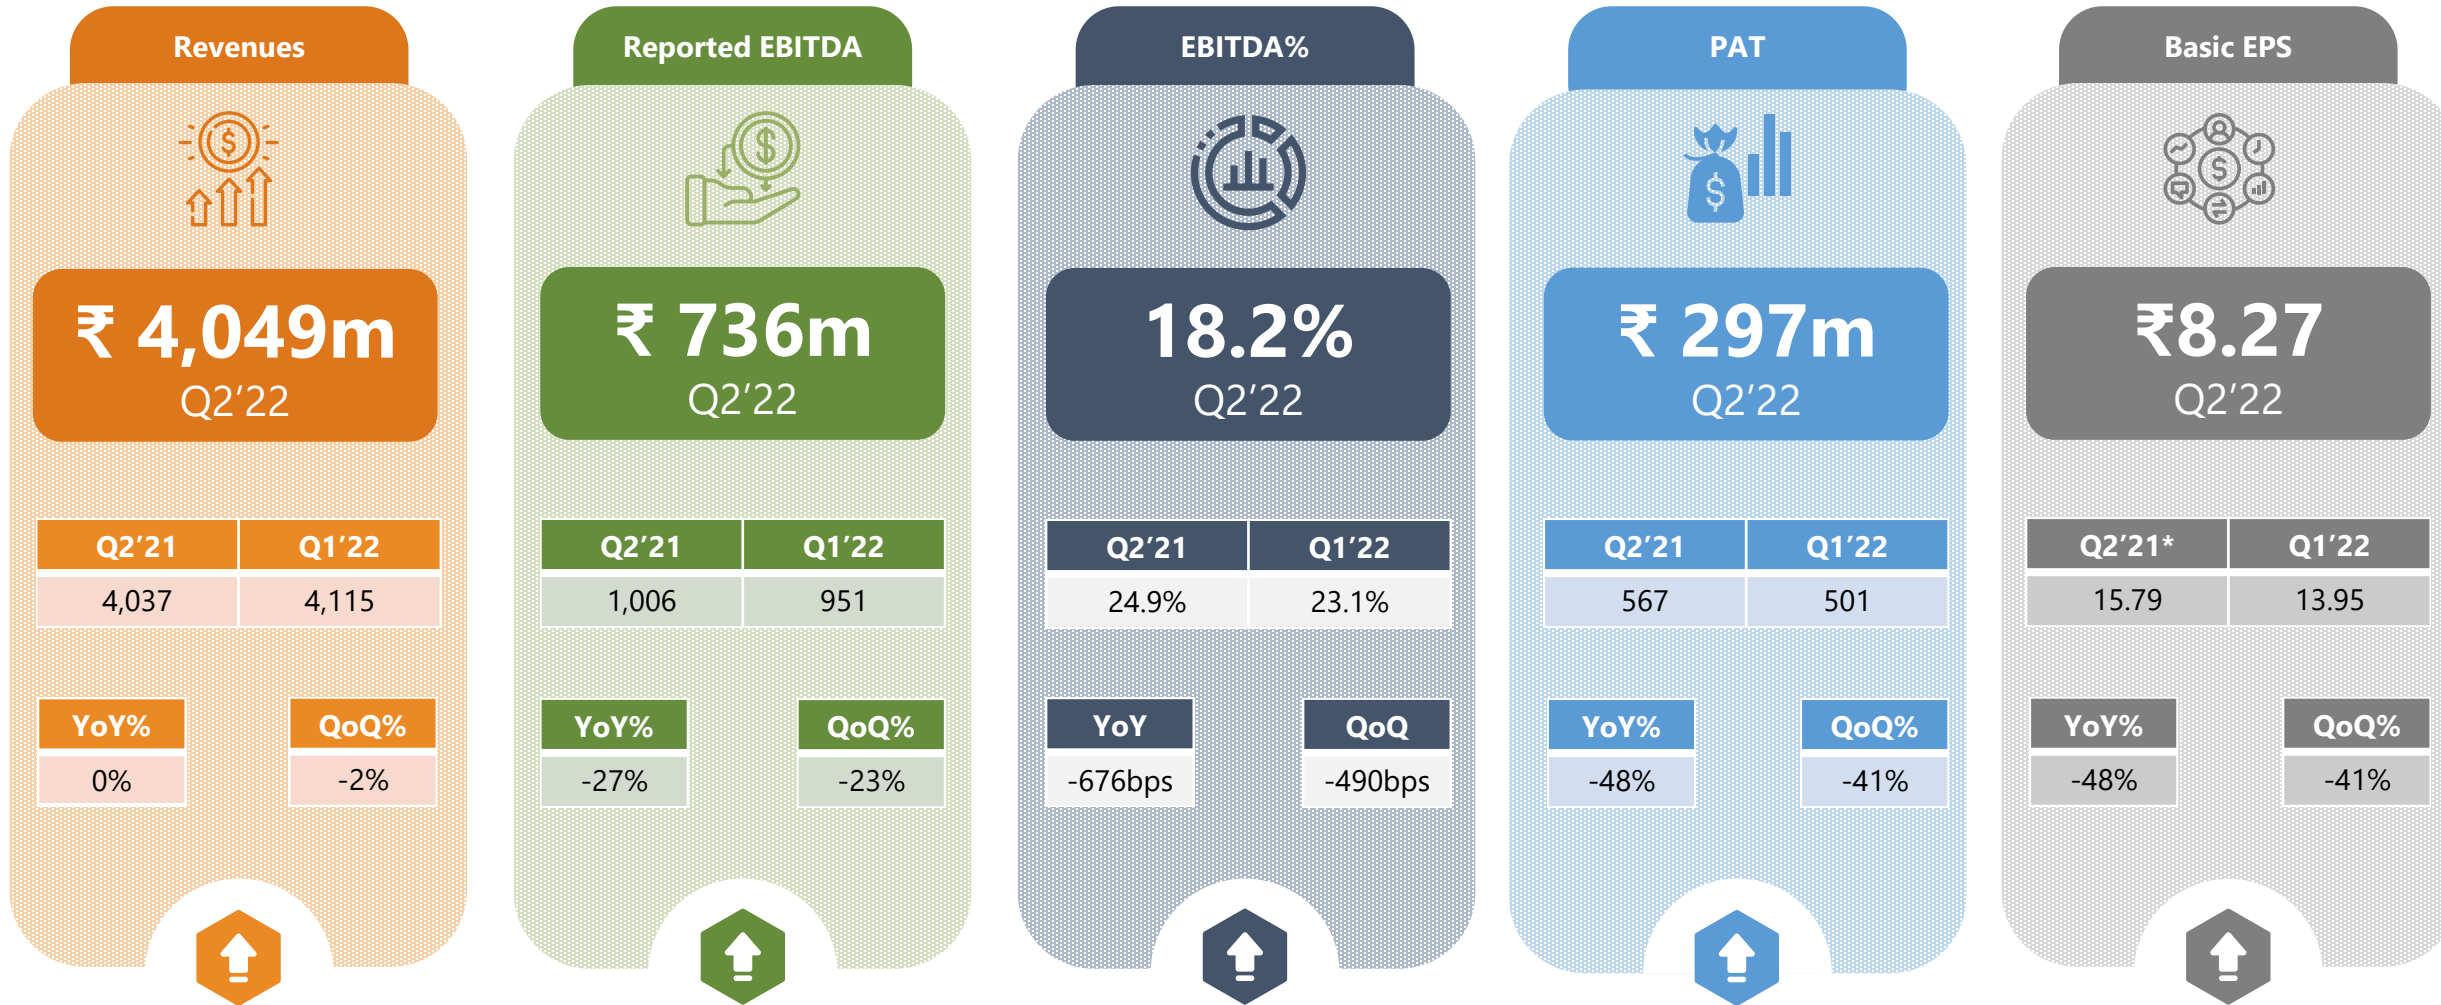 Revenues
₹ 4,049m
Q2’22
Q2’21 Q1’22
4,037 4,115
YoY% QoQ%
0% -2%
Reported EBITDA
₹ 736m
Q2’22
Q2’21 Q1’22
1,006 951
YoY% QoQ%
-27% -23%
EBITDA%
18.2%
Q2’22
Q2’21 Q1’22
24.9% 23.1%
YoY QoQ
-676bps -490bps
PAT
₹ 297m
Q2’22
Q2’21 Q1’22
567 501
YoY% QoQ%
-48% -41%
Basic EPS
₹8.27
Q2’22
Q2’21* Q1’22
15.79 13.95
YoY% QoQ%
-48% -41%